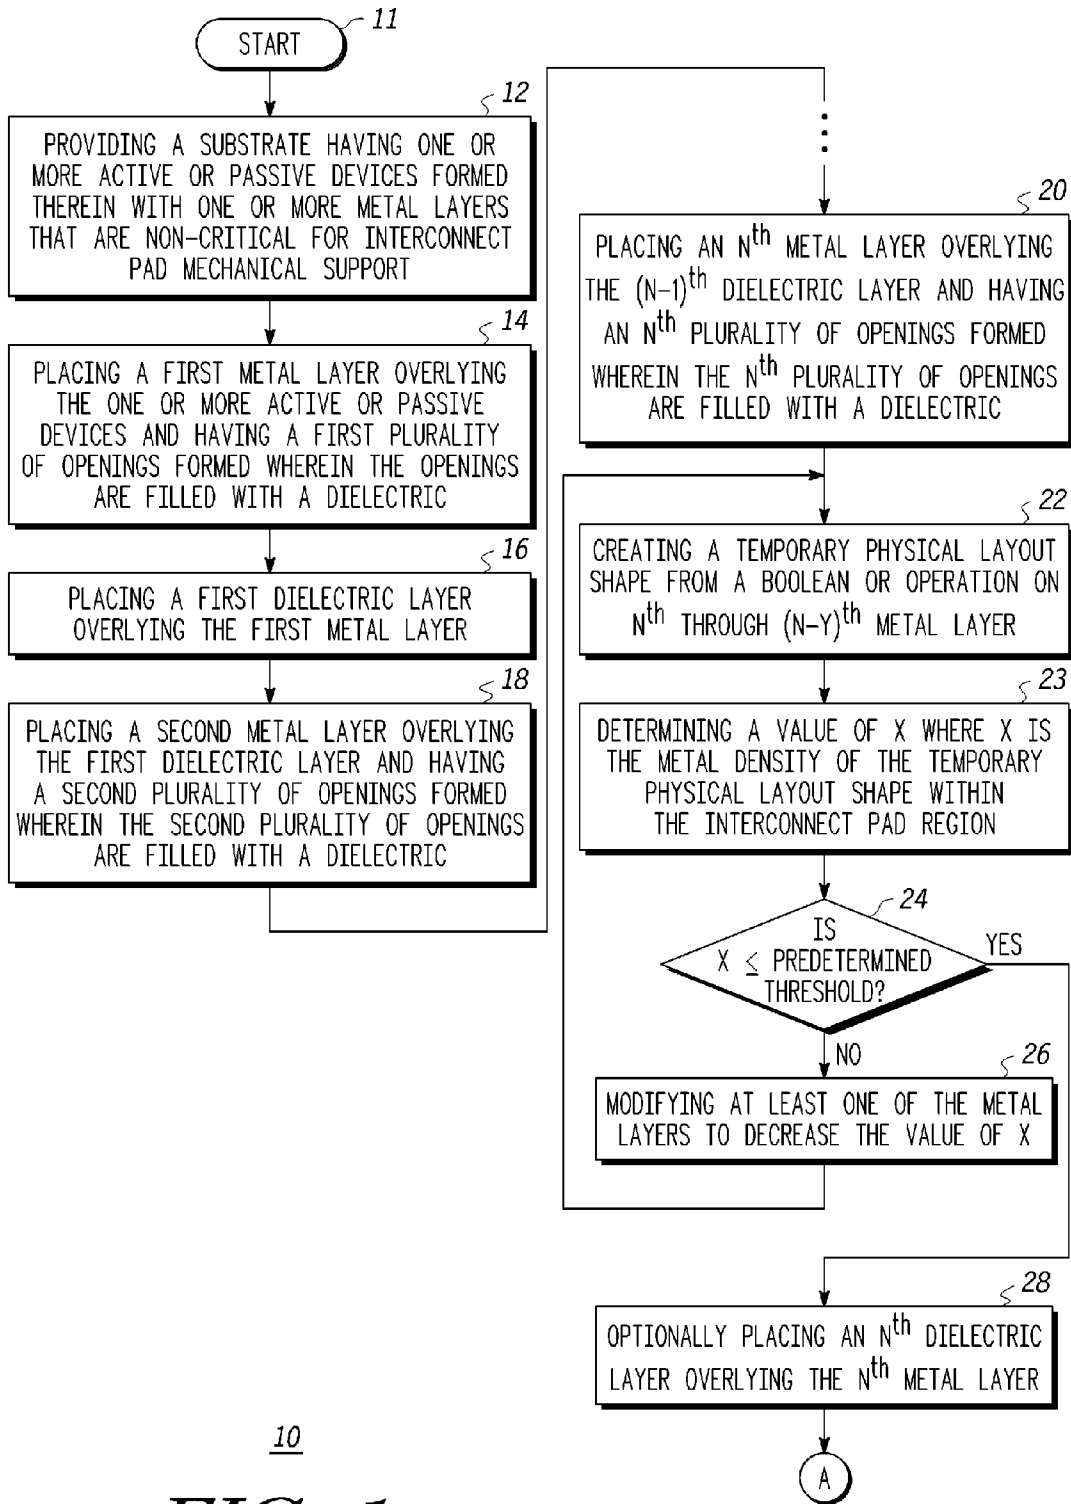 START
11
12
PROVIDING A SUBSTRATE HAVING ONE OR
MORE ACTIVE OR PASSIVE DEVICES FORMED
THEREIN WITH ONE OR MORE METAL LAYERS
THAT ARE NON-CRITICAL FOR INTERCONNECT
PAD MECHANICAL SUPPORT
14
PLACING A FIRST METAL LAYER OVERLYING
THE ONE OR MORE ACTIVE OR PASSIVE
DEVICES AND HAVING A FIRST PLURALITY
OF OPENINGS FORMED WHEREIN THE OPENINGS
ARE FILLED WITH A DIELECTRIC
16
PLACING A FIRST DIELECTRIC LAYER
OVERLYING THE FIRST METAL LAYER
18
PLACING A SECOND METAL LAYER OVERLYING
THE FIRST DIELECTRIC LAYER AND HAVING
A SECOND PLURALITY OF OPENINGS FORMED
WHEREIN THE SECOND PLURALITY OF OPENINGS
ARE FILLED WITH A DIELECTRIC
20
PLACING AN Nth METAL LAYER OVERLYING
THE (N-1)th DIELECTRIC LAYER AND HAVING
AN Nth PLURALITY OF OPENINGS FORMED
WHEREIN THE Nth PLURALITY OF OPENINGS
ARE FILLED WITH A DIELECTRIC
22
CREATING A TEMPORARY PHYSICAL LAYOUT
SHAPE FROM A BOOLEAN OR OPERATION ON
Nth THROUGH (N-Y)th METAL LAYER
23
DETERMINING A VALUE OF X WHERE X IS
THE METAL DENSITY OF THE TEMPORARY
PHYSICAL LAYOUT SHAPE WITHIN
THE INTERCONNECT PAD REGION
24
IS
X ≤ PREDETERMINED
THRESHOLD?
YES
NO
26
MODIFYING AT LEAST ONE OF THE METAL
LAYERS TO DECREASE THE VALUE OF X
28
OPTIONALLY PLACING AN Nth DIELECTRIC
LAYER OVERLYING THE Nth METAL LAYER
A
10